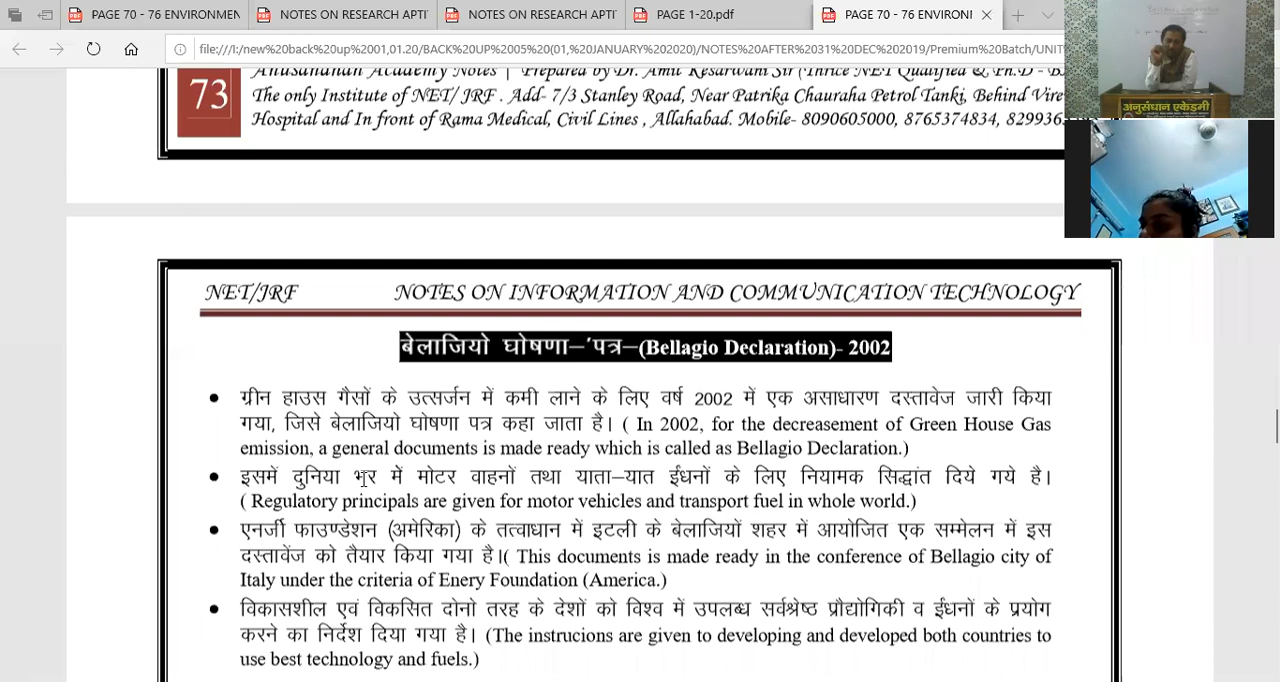 PAGE 70 - 76 ENVIRONMEN
NOTES ON RESEARCH APTI
NOTES ON RESEARCH APTI
PAGE 1-20.pdf
PAGE 70 - 76 ENVIRONI
file:///I:/new%20back%20up%2001,01.20/BACK%20UP%2005%20(01,%20JANUARY%202020)/NOTES%20AFTER%2031%20DEC%202019/Premium%20Batch/UNIT
अनुसंधान एकेडमी
73
Anusandhan Academy Notes | Prepared by Dr. Amit Kesarwani Sir (Thrice NET Qualified & Ph.D -
The only Institute of NET/ JRF . Add- 7/3 Stanley Road, Near Patrika Chauraha Petrol Tanki, Behind Vire
Hospital and In front of Rana Medical, Civil Lines , Allahabad. Mobile- 8090605000, 8765374834, 829936
NET/JRF NOTES ON INFORMATION AND COMMUNICATION TECHNOLOGY
बेलाजियो घोषणा–'पत्र–(Bellagio Declaration)- 2002
• ग्रीन हाउस गैसों के उत्सर्जन में कमी लाने के लिए वर्ष 2002 में एक असाधारण दस्तावेज जारी किया
गया, जिसे बेलाजियो घोषणा पत्र कहा जाता है। ( In 2002, for the decreasement of Green House Gas
emission, a general documents is made ready which is called as Bellagio Declaration.)
• इसमें दुनिया भर में मोटर वाहनों तथा याता–यात ईंधनों के लिए नियामक सिद्वांत दिये गये है।
( Regulatory principals are given for motor vehicles and transport fuel in whole world.)
• एनर्जी फाउण्डेशन (अमेरिका) के तत्वाधान में इटली के बेलाजियों शहर में आयोजित एक सम्मेलन में इस
दस्तावेंज को तैयार किया गया है।( This documents is made ready in the conference of Bellagio city of
Italy under the criteria of Enery Foundation (America.)
• विकासशील एवं विकसित दोनो तरह के देशों को विश्व में उपलब्ध सर्वश्रेष्ठ प्रौद्योगिकी व ईंधनों के प्रयोग
करने का निर्देश दिया गया है। (The instrucions are given to developing and developed both countries to
use best technology and fuels.)